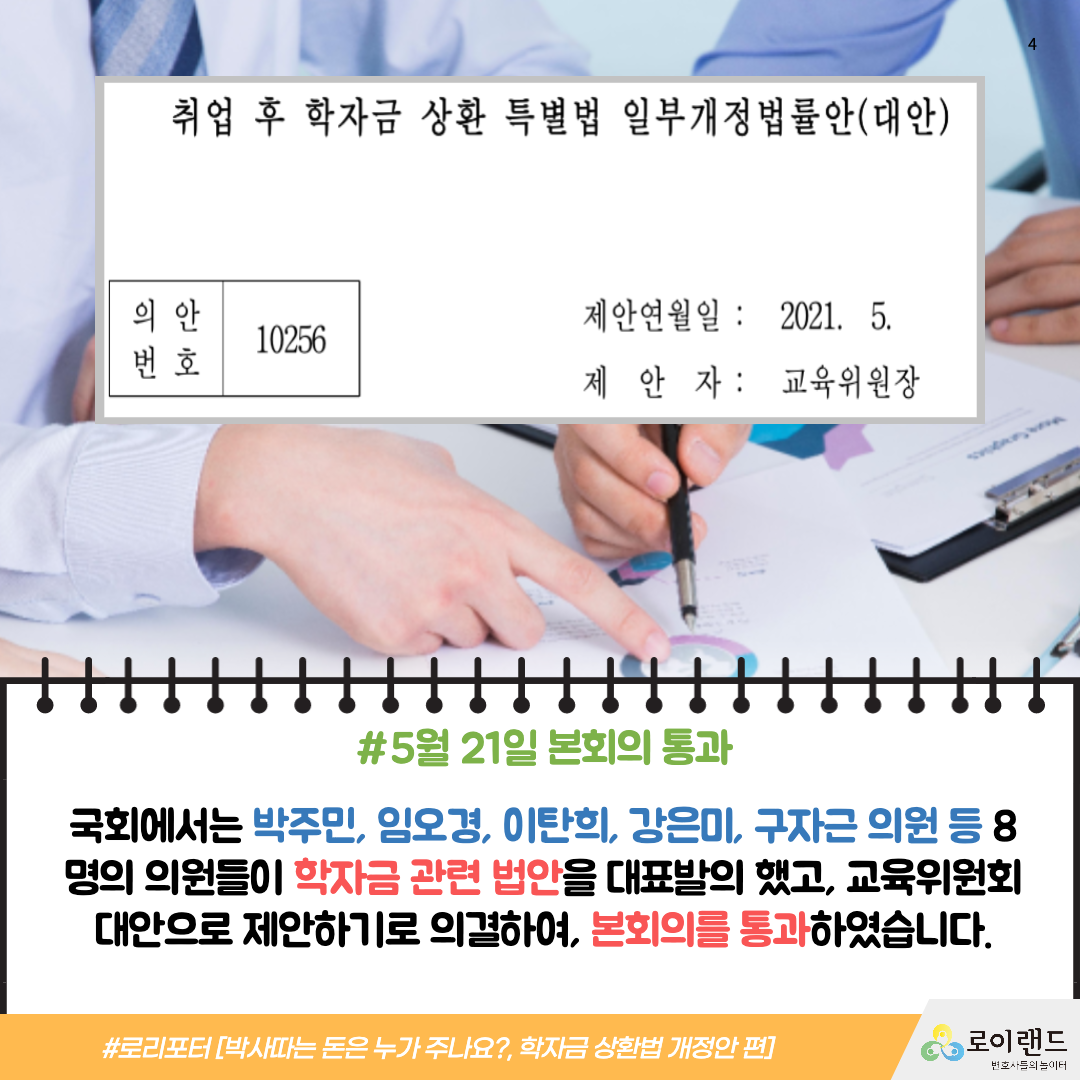 4
취업 후 학자금 상환 특별법 일부개정법률안(대안)
의 안
번 호
10256
제안연월일 : 2021. 5.
제 안 자 : 교육위원장
More Graphics
#5월 21일 본회의 통과
국회에서는 박주민, 임오경, 이탄희, 강은미, 구자근 의원 등 8
명의 의원들이 학자금 관련 법안을 대표발의 했고, 교육위원회
대안으로 제안하기로 의결하여, 본회의를 통과하였습니다.
#로리포터 [박사따는 돈은 누가 주나요?, 학자금 상환법 개정안 편]
로이랜드
변호사들의 놀이터